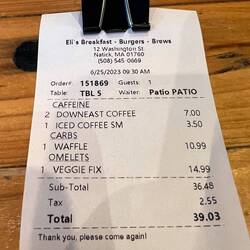 Eli's Breakfast - Burgers - Brews
12 Washington St
Natick, MA 01760
(508) 545-0669
6/25/2023 09:30 AM
Order#: 151869 Guests: 1
Table: TBL 5 Waiter: Patio PATIO
CAFFEINE
2 DOWNEAST COFFEE 7.00
1 ICED COFFEE SM 3.50
CARBS
1 WAFFLE 10.99
OMELETS
1 VEGGIE FIX 14.99
Sub-Total 36.48
Tax 2.55
Total 39.03
Thank you, please come again!